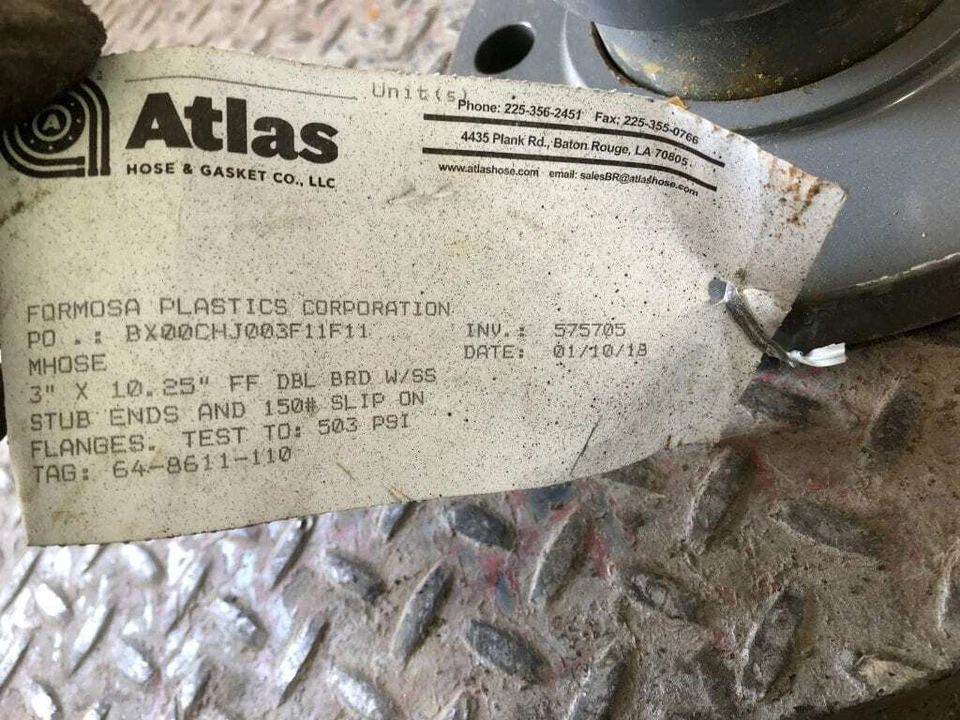 Unit(s)
Atlas
HOSE & GASKET CO., LLC
Phone: 225-356-2451 Fax: 225-355-0766
4435 Plank Rd., Baton Rouge, LA 70805
www.atlashose.com email: salesBR@atlashose.com
FORMOSA PLASTICS CORPORATION
PO .: BX00CHJ003F11F11
INV.: 575705
DATE: 01/10/18
MHOSE
3" X 10.25" FF DBL BRD W/SS
STUB ENDS AND 150# SLIP ON
FLANGES. TEST TO: 503 PSI
TAG: 64-8611-110